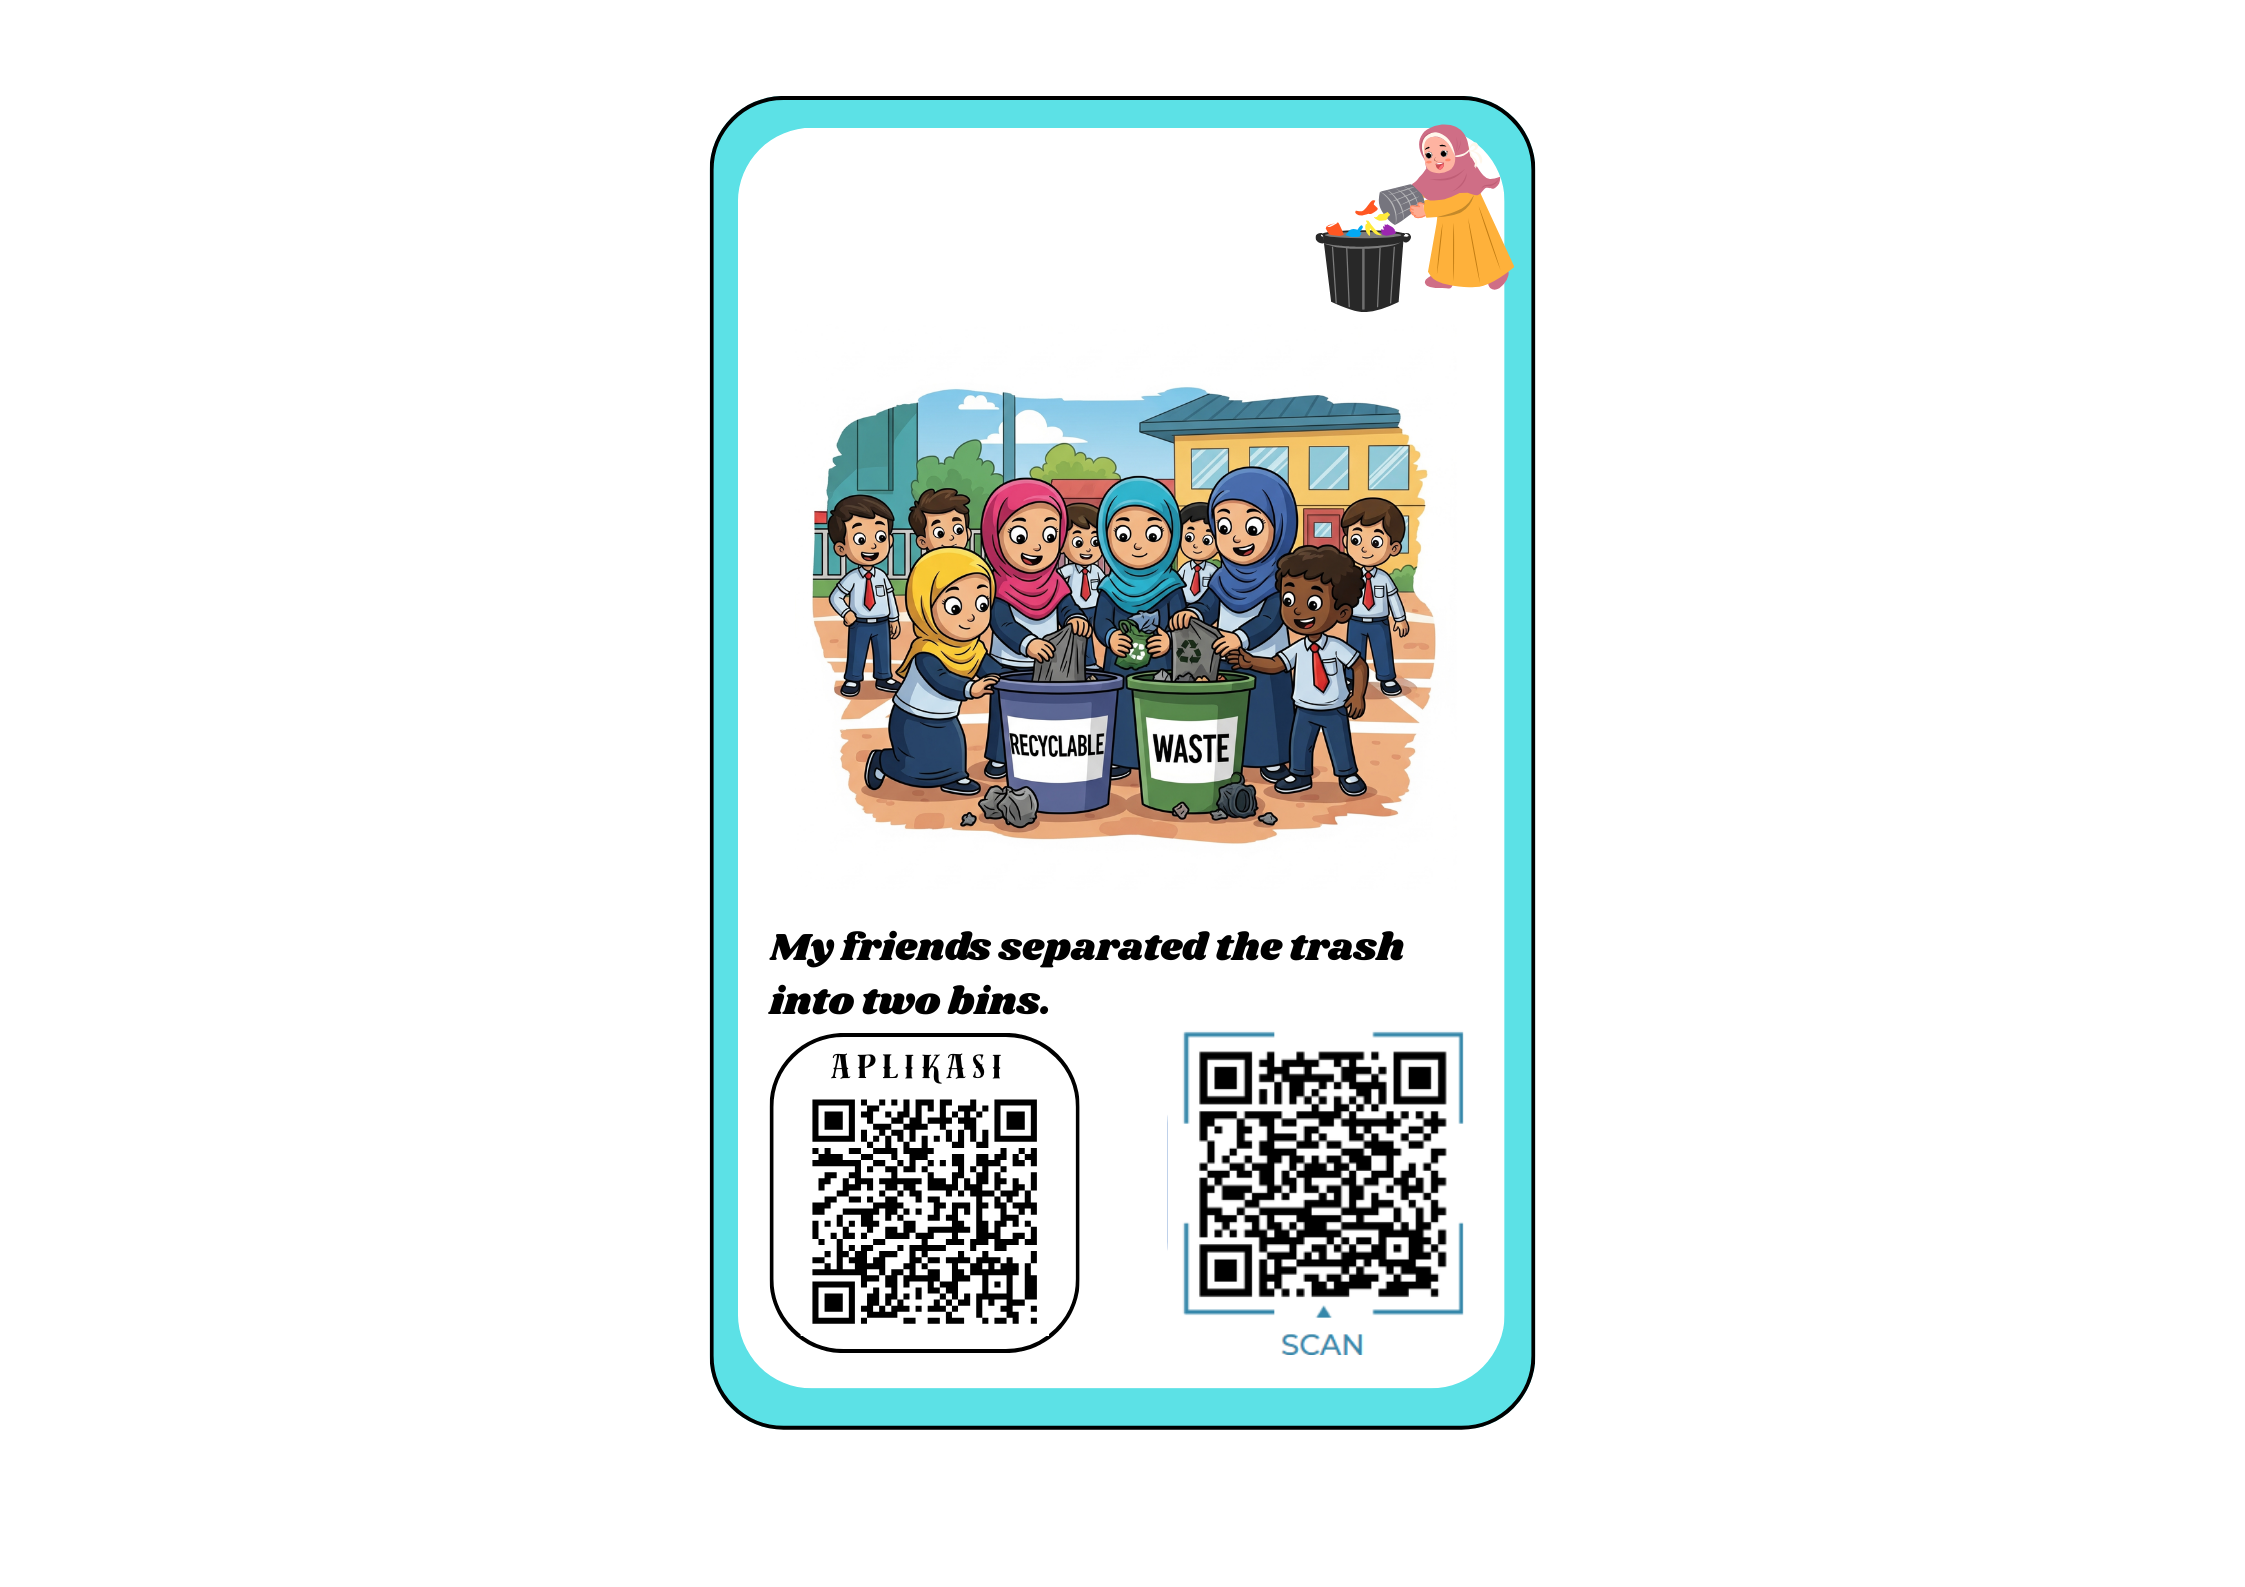 RECYCLABLE
WASTE
My friends separated the trash
into two bins.
APLIKASI
SCAN